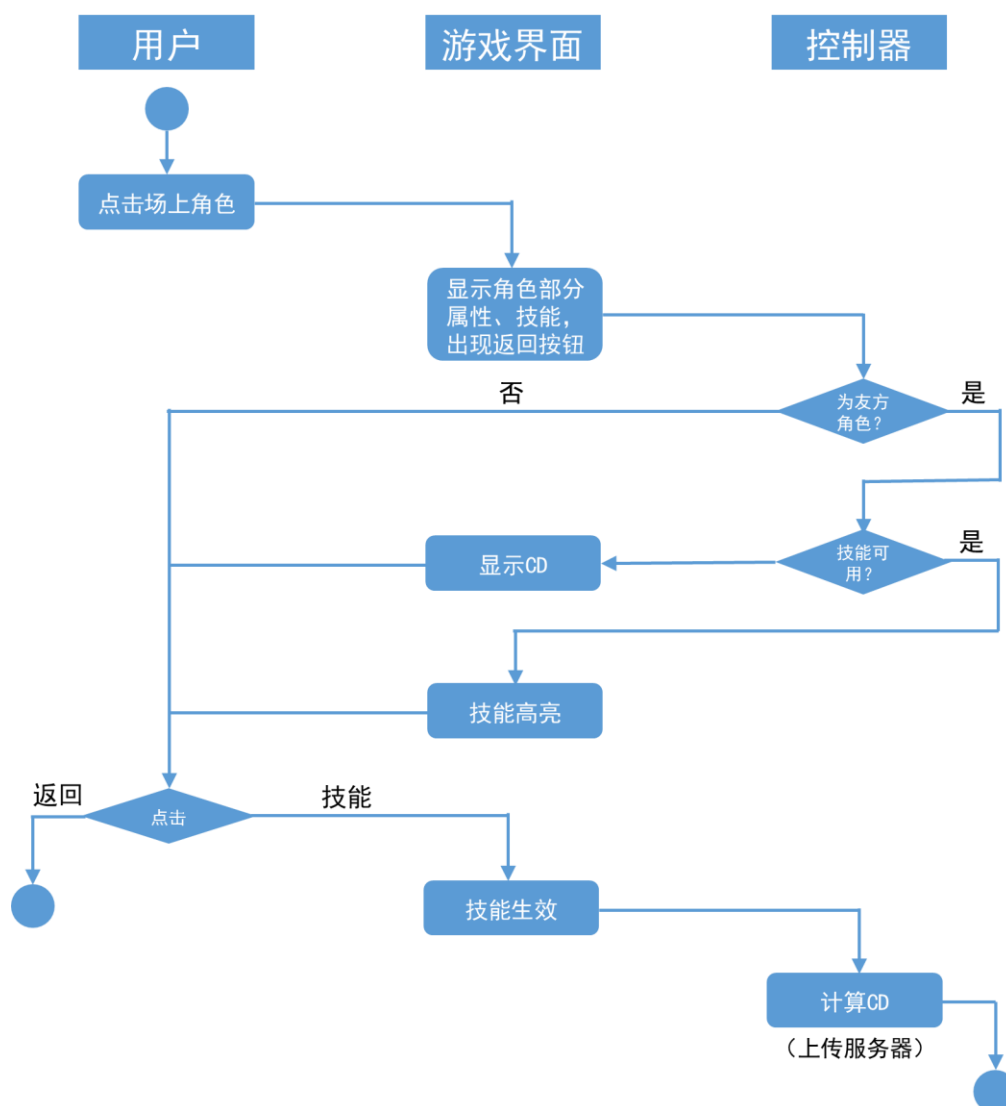 用户
游戏界面
控制器
点击场上角色
显示角色部分
属性、技能，
出现返回按钮
否
为友方
角色？
是
显示CD
技能可
用？
是
技能高亮
返回
点击
技能
技能生效
计算CD
（上传服务器）